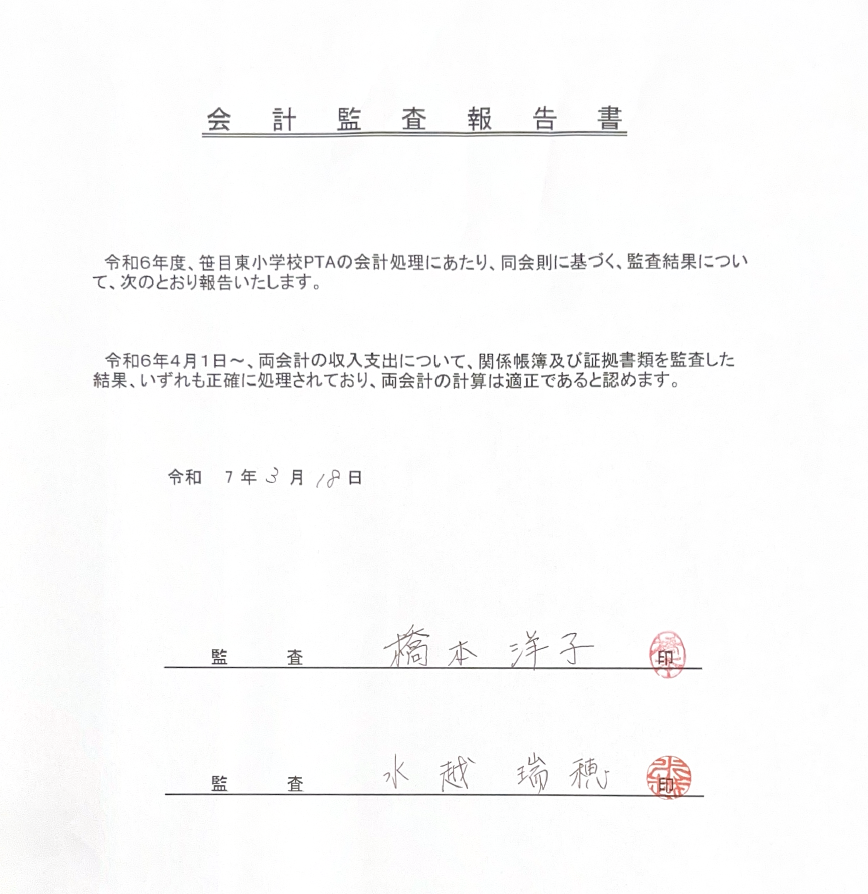 会計監査報告書
令和6年度、笹目東小学校PTAの会計処理にあたり、同会則に基づく、監査結果につい
て、次のとおり報告いたします。
令和6年4月1日~、両会計の収入支出について、関係帳簿及び証拠書類を監査した
結果、いずれも正確に処理されており、両会計の計算は適正であると認めます。
令和 7年3月18日
監査 橋本 洋子 印
監査 水越 瑞穂 印